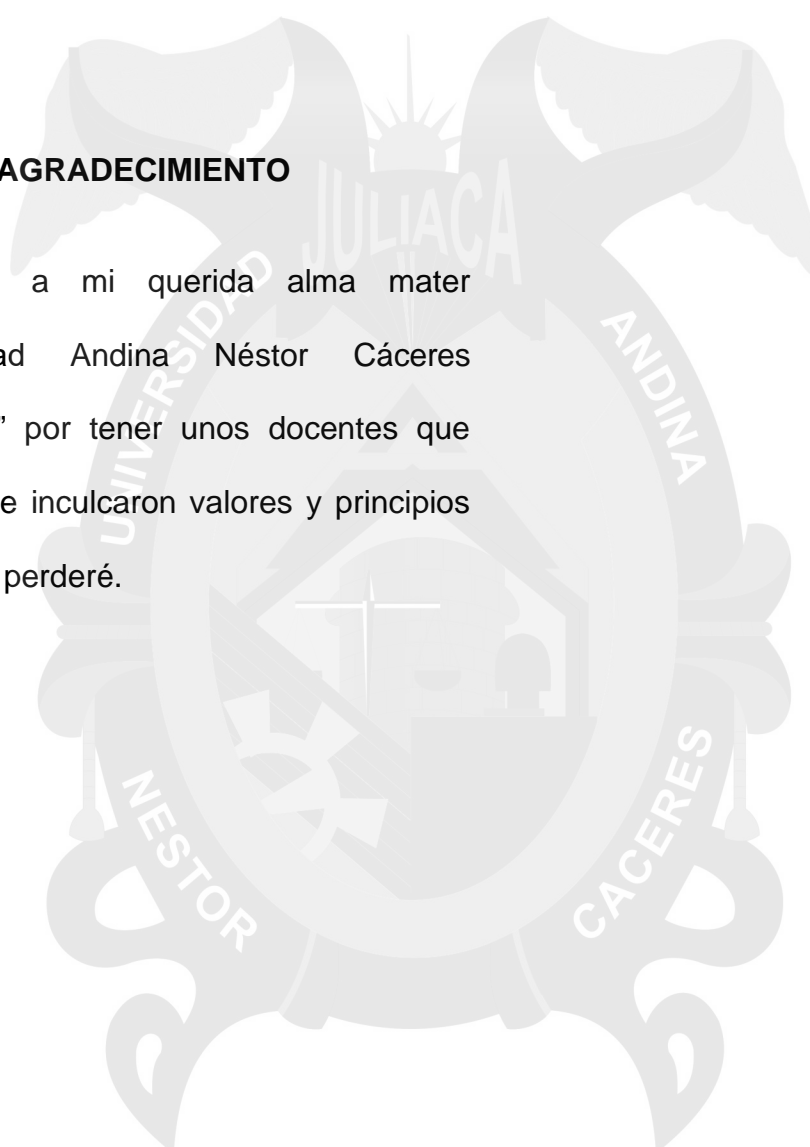 AGRADECIMIENTO
a mi querida alma mater
Andina Néstor Cáceres
” por tener unos docentes que
inculcaron valores y principios
perderé.
JULIACA
UNIVERSIDAD
ANDINA
NESTOR
CACERES